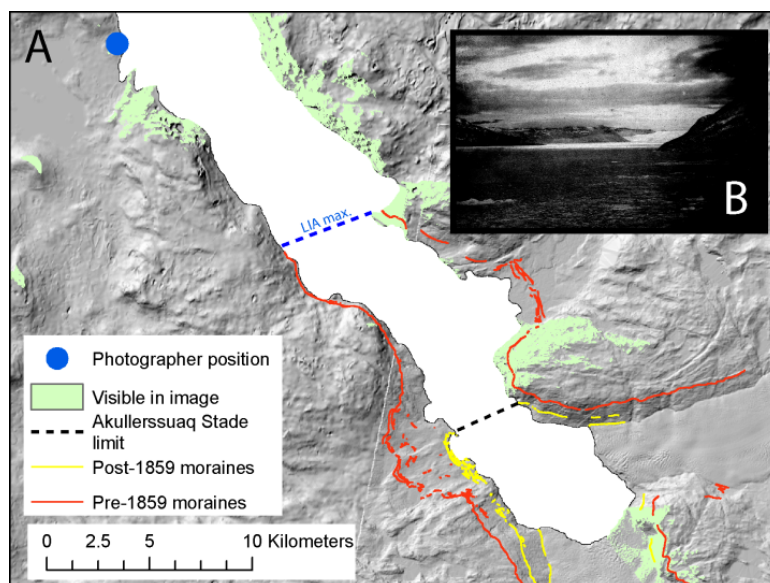 A
B
LIA max.
Photographer position
Visible in image
Akullerssuaq Stade
limit
Post-1859 moraines
Pre-1859 moraines
0 2.5 5 10 Kilometers